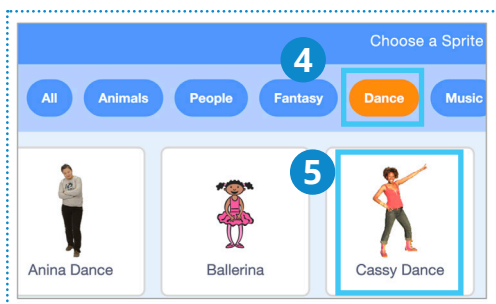 Choose a Sprite
4
All Animals People Fantasy Dance Music
5
Anina Dance Ballerina Cassy Dance